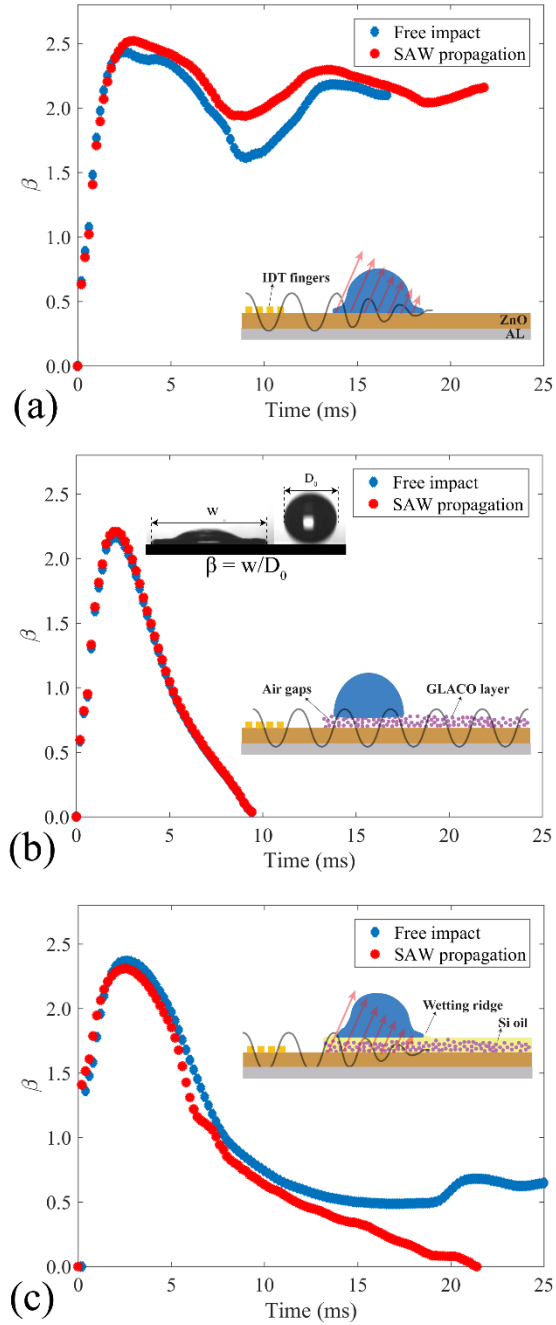 2.5
2.0
1.5
1.0
0.5
0.0
β
Free impact
SAW propagation
IDT fingers
ZnO
AL
0
5
10
15
20
25
Time (ms)
(a)
2.5
2.0
1.5
1.0
0.5
0.0
β
w
D₀
β = w/D₀
Free impact
SAW propagation
Air gaps
GLACO layer
0
5
10
15
20
25
Time (ms)
(b)
2.5
2.0
1.5
1.0
0.5
0.0
β
Free impact
SAW propagation
Wetting ridge
Si oil
0
5
10
15
20
25
Time (ms)
(c)